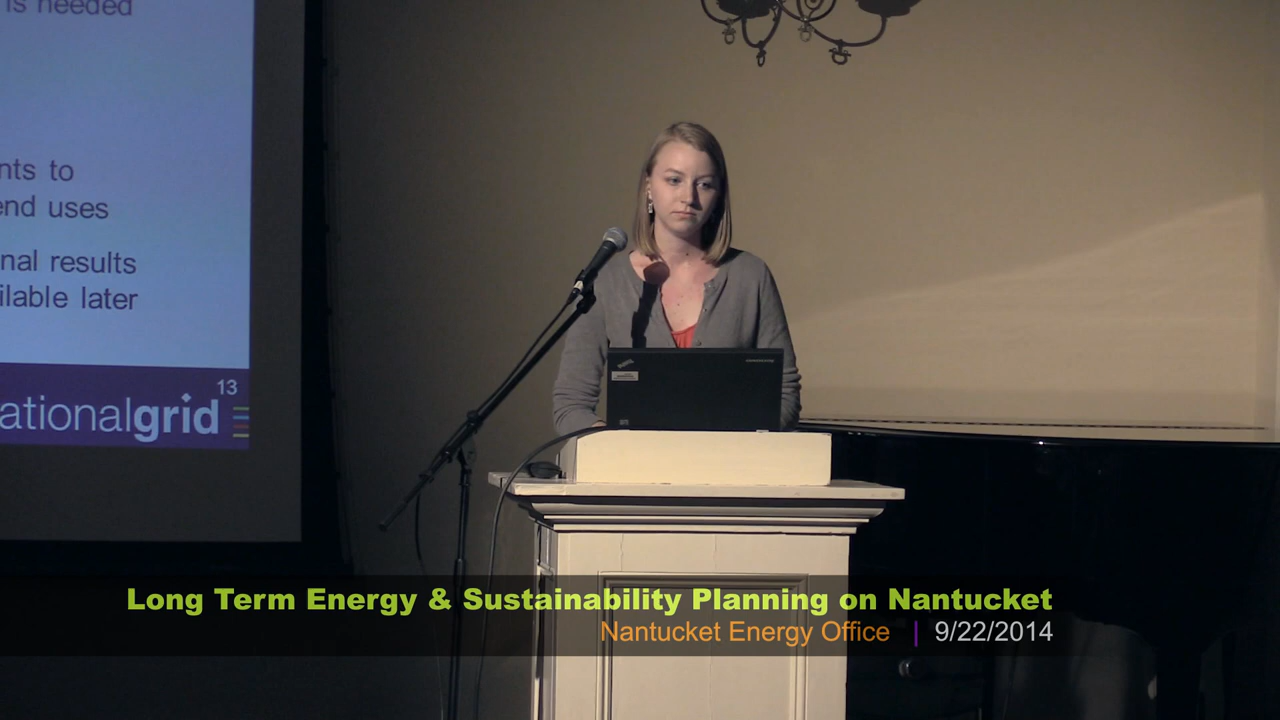 is needed
nts to
end uses
nal results
ilable later
13
ationalgrid
Long Term Energy & Sustainability Planning on Nantucket
Nantucket Energy Office | 9/22/2014